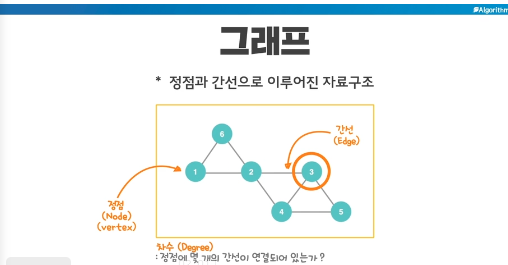 #Algorithm
그래프
* 정점과 간선으로 이루어진 자료구조
간선
(Edge)
6
1
2
3
4
5
정점
(Node)
(vertex)
차수 (Degree)
: 정점에 몇 개의 간선이 연결되어 있는가?